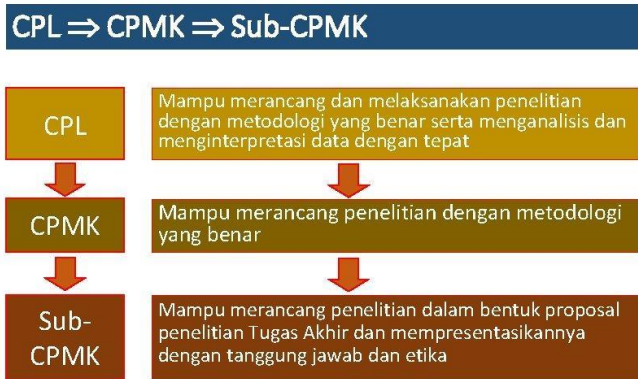 CPL ⇒ CPMK ⇒ Sub-CPMK
CPL
Mampu merancang dan melaksanakan penelitian
dengan metodologi yang benar serta menganalisis dan
menginterpretasi data dengan tepat
CPMK
Mampu merancang penelitian dengan metodologi
yang benar
Sub-
CPMK
Mampu merancang penelitian dalam bentuk proposal
penelitian Tugas Akhir dan mempresentasikannya
dengan tanggung jawab dan etika